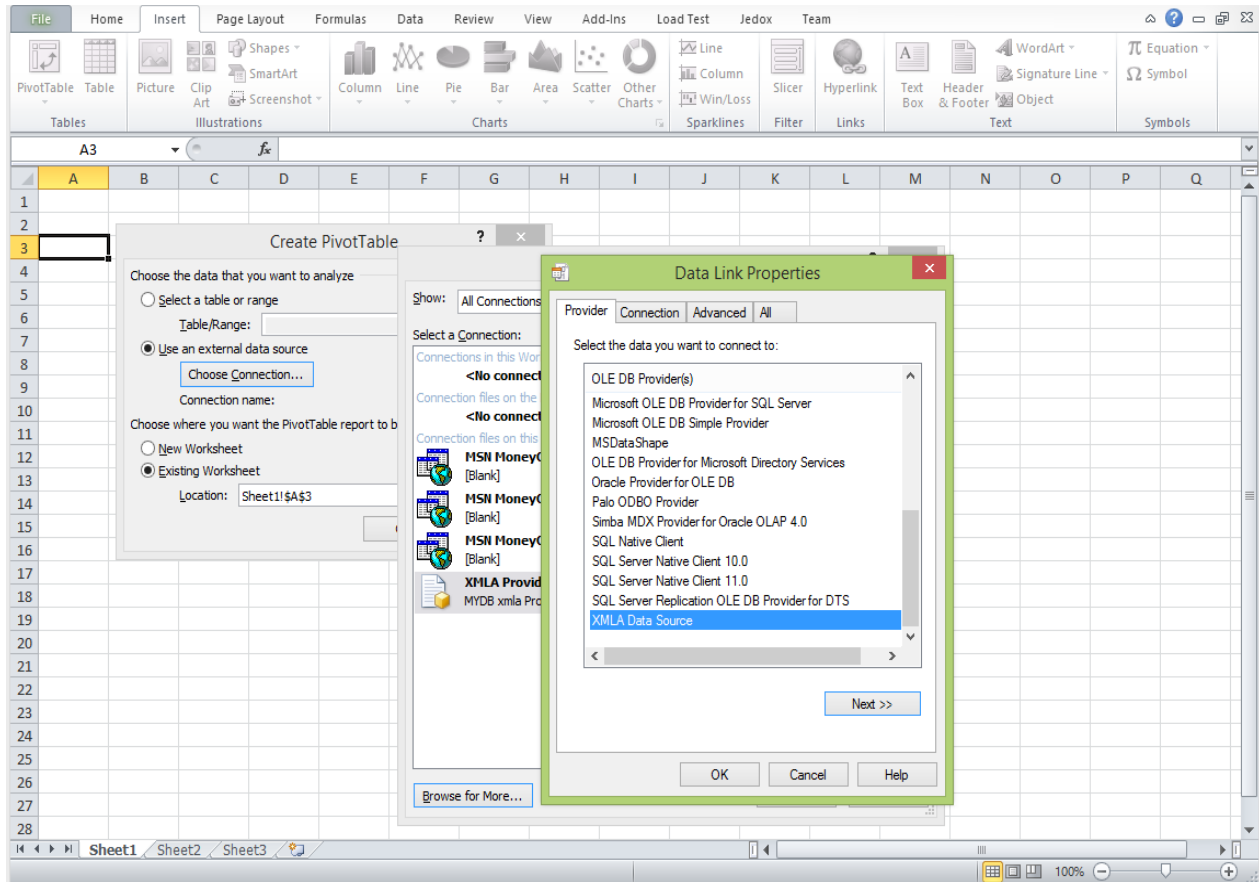 File Home Insert Page Layout Formulas Data Review View Add-Ins Load Test Jedox Team
PivotTable Table Picture Clip Art Shapes SmartArt Screenshot Column Line Pie Bar Area Scatter Other Charts Line Column Win/Loss Slicer Hyperlink Text Box Header & Footer WordArt Signature Line Object Equation Symbol
Tables Illustrations Charts Sparklines Filter Links Text Symbols
A3 fx
A B C D E F G H I J K L M N O P Q
1
2
3
4
5
6
7
8
9
10
11
12
13
14
15
16
17
18
19
20
21
22
23
24
25
26
27
28
Create PivotTable ?
Choose the data that you want to analyze
Select a table or range
Table/Range:
Use an external data source
Choose Connection...
Connection name:
Choose where you want the PivotTable report to b
New Worksheet
Existing Worksheet
Location: Sheet1!$A$3
Show: All Connections
Select a Connection:
Connections in this Wor
<No connect
Connection files on the
<No connect
Connection files on this
MSN Money
[Blank]
MSN Money
[Blank]
MSN Money
[Blank]
XMLA Provid
MYDB xmla Pro
Browse for More...
Data Link Properties
Provider Connection Advanced All
Select the data you want to connect to:
OLE DB Provider(s)
Microsoft OLE DB Provider for SQL Server
Microsoft OLE DB Simple Provider
MSDataShape
OLE DB Provider for Microsoft Directory Services
Oracle Provider for OLE DB
Palo ODBO Provider
Simba MDX Provider for Oracle OLAP 4.0
SQL Native Client
SQL Server Native Client 10.0
SQL Server Native Client 11.0
SQL Server Replication OLE DB Provider for DTS
XMLA Data Source
Next >>
OK Cancel Help
Sheet1 Sheet2 Sheet3
100%